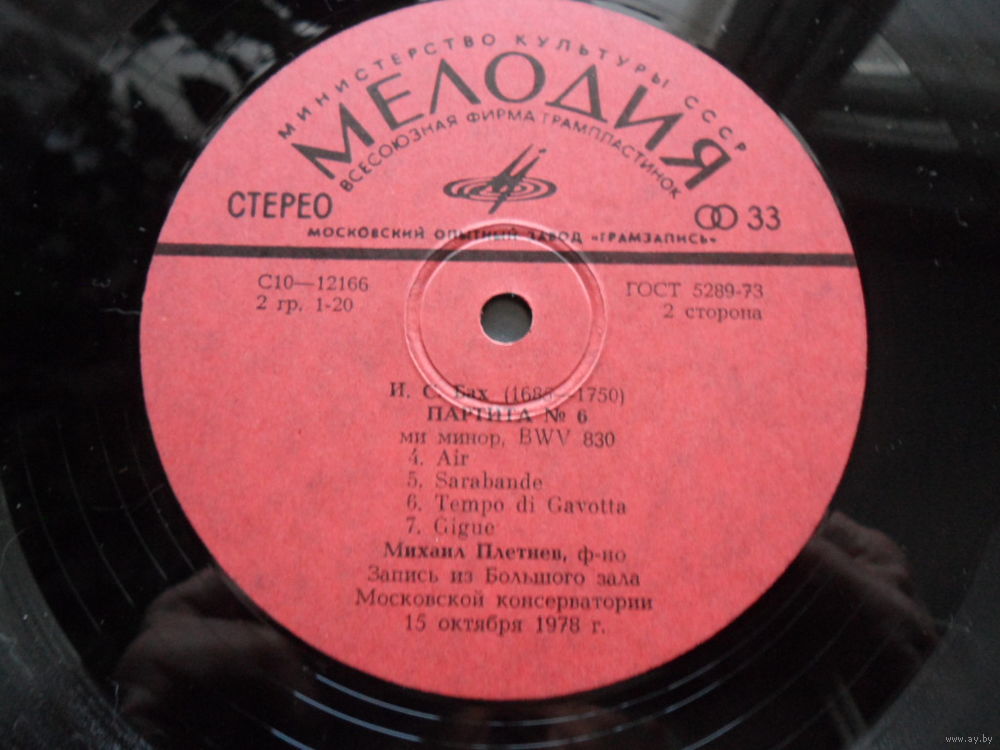 МИНИСТЕРСТВО КУЛЬТУРЫ СССР
МЕЛОДИЯ
ВСЕСОЮЗНАЯ ФИРМА ГРАМПЛАСТИНОК
СТЕРЕО
33
МОСКОВСКИЙ ОПЫТНЫЙ ЗАВОД «ГРАМЗАПИСЬ»
С10—12166
2 гр. 1-20
ГОСТ 5289-73
2 сторона
И. С. Бах (1685—1750)
ПАРТИТА № 6
ми минор, BWV 830
4. Air
5. Sarabande
6. Tempo di Gavotta
7. Gigue
Михаил Плетнев, ф-но
Запись из Большого зала
Московской консерватории
15 октября 1978 г.
www.ay.by